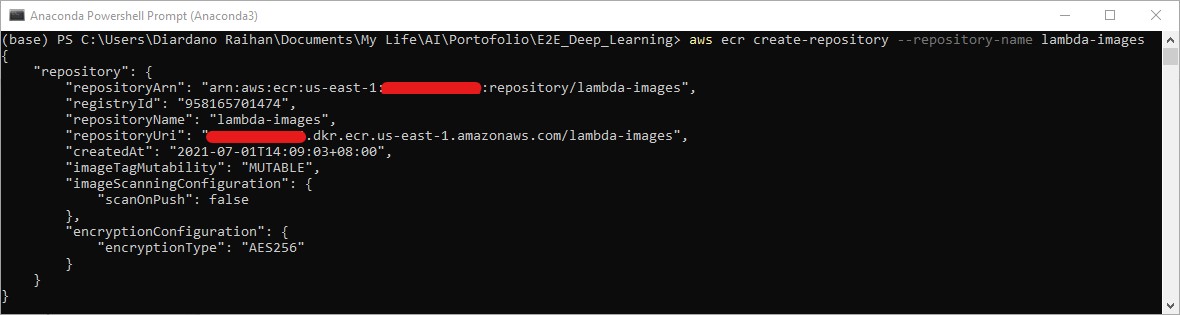 Anaconda Powershell Prompt (Anaconda3)
(base) PS C:\Users\Diardano Raihan\Documents\My Life\AI\Portofolio\E2E_Deep_Learning> aws ecr create-repository --repository-name lambda-images
{
    "repository": {
        "repositoryArn": "arn:aws:ecr:us-east-1: :repository/lambda-images",
        "registryId": "958165701474",
        "repositoryName": "lambda-images",
        "repositoryUri": " .dkr.ecr.us-east-1.amazonaws.com/lambda-images",
        "createdAt": "2021-07-01T14:09:03+08:00",
        "imageTagMutability": "MUTABLE",
        "imageScanningConfiguration": {
            "scanOnPush": false
        },
        "encryptionConfiguration": {
            "encryptionType": "AES256"
        }
    }
}